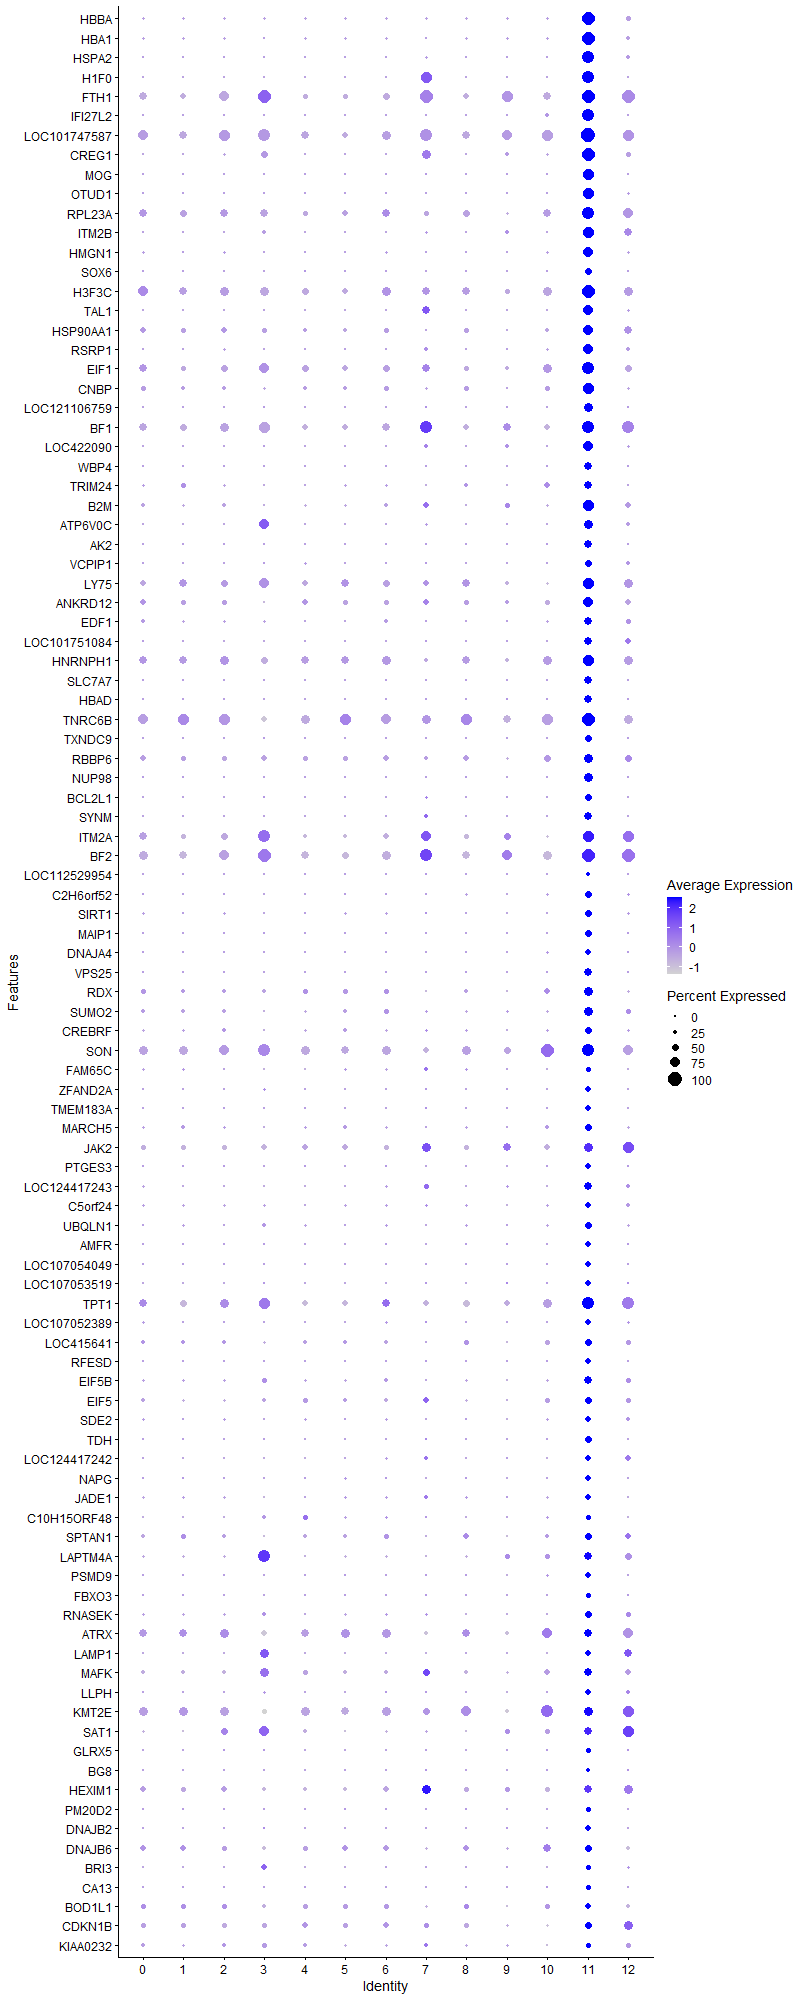 HBBA
HBA1
HSPA2
H1F0
FTH1
IFI27L2
LOC101747587
CREG1
MOG
OTUD1
RPL23A
ITM2B
HMGN1
SOX6
H3F3C
TAL1
HSP90AA1
RSRP1
EIF1
CNBP
LOC121106759
BF1
LOC422090
WBP4
TRIM24
B2M
ATP6V0C
AK2
VCPIP1
LY75
ANKRD12
EDF1
LOC101751084
HNRNPH1
SLC7A7
HBAD
TNRC6B
TXNDC9
RBBP6
NUP98
BCL2L1
SYNM
ITM2A
BF2
LOC112529954
C2H6orf52
SIRT1
MAIP1
DNAJA4
VPS25
RDX
SUMO2
CREBRF
SON
FAM65C
ZFAND2A
TMEM183A
MARCH5
JAK2
PTGES3
LOC124417243
C5orf24
UBQLN1
AMFR
LOC107054049
LOC107053519
TPT1
LOC107052389
LOC415641
RFESD
EIF5B
EIF5
SDE2
TDH
LOC124417242
NAPG
JADE1
C10H15ORF48
SPTAN1
LAPTM4A
PSMD9
FBXO3
RNASEK
ATRX
LAMP1
MAFK
LLPH
KMT2E
SAT1
GLRX5
BG8
HEXIM1
PM20D2
DNAJB2
DNAJB6
BRI3
CA13
BOD1L1
CDKN1B
KIAA0232
Features
0 1 2 3 4 5 6 7 8 9 10 11 12
Identity
Average Expression
2
1
0
-1
Percent Expressed
0
25
50
75
100